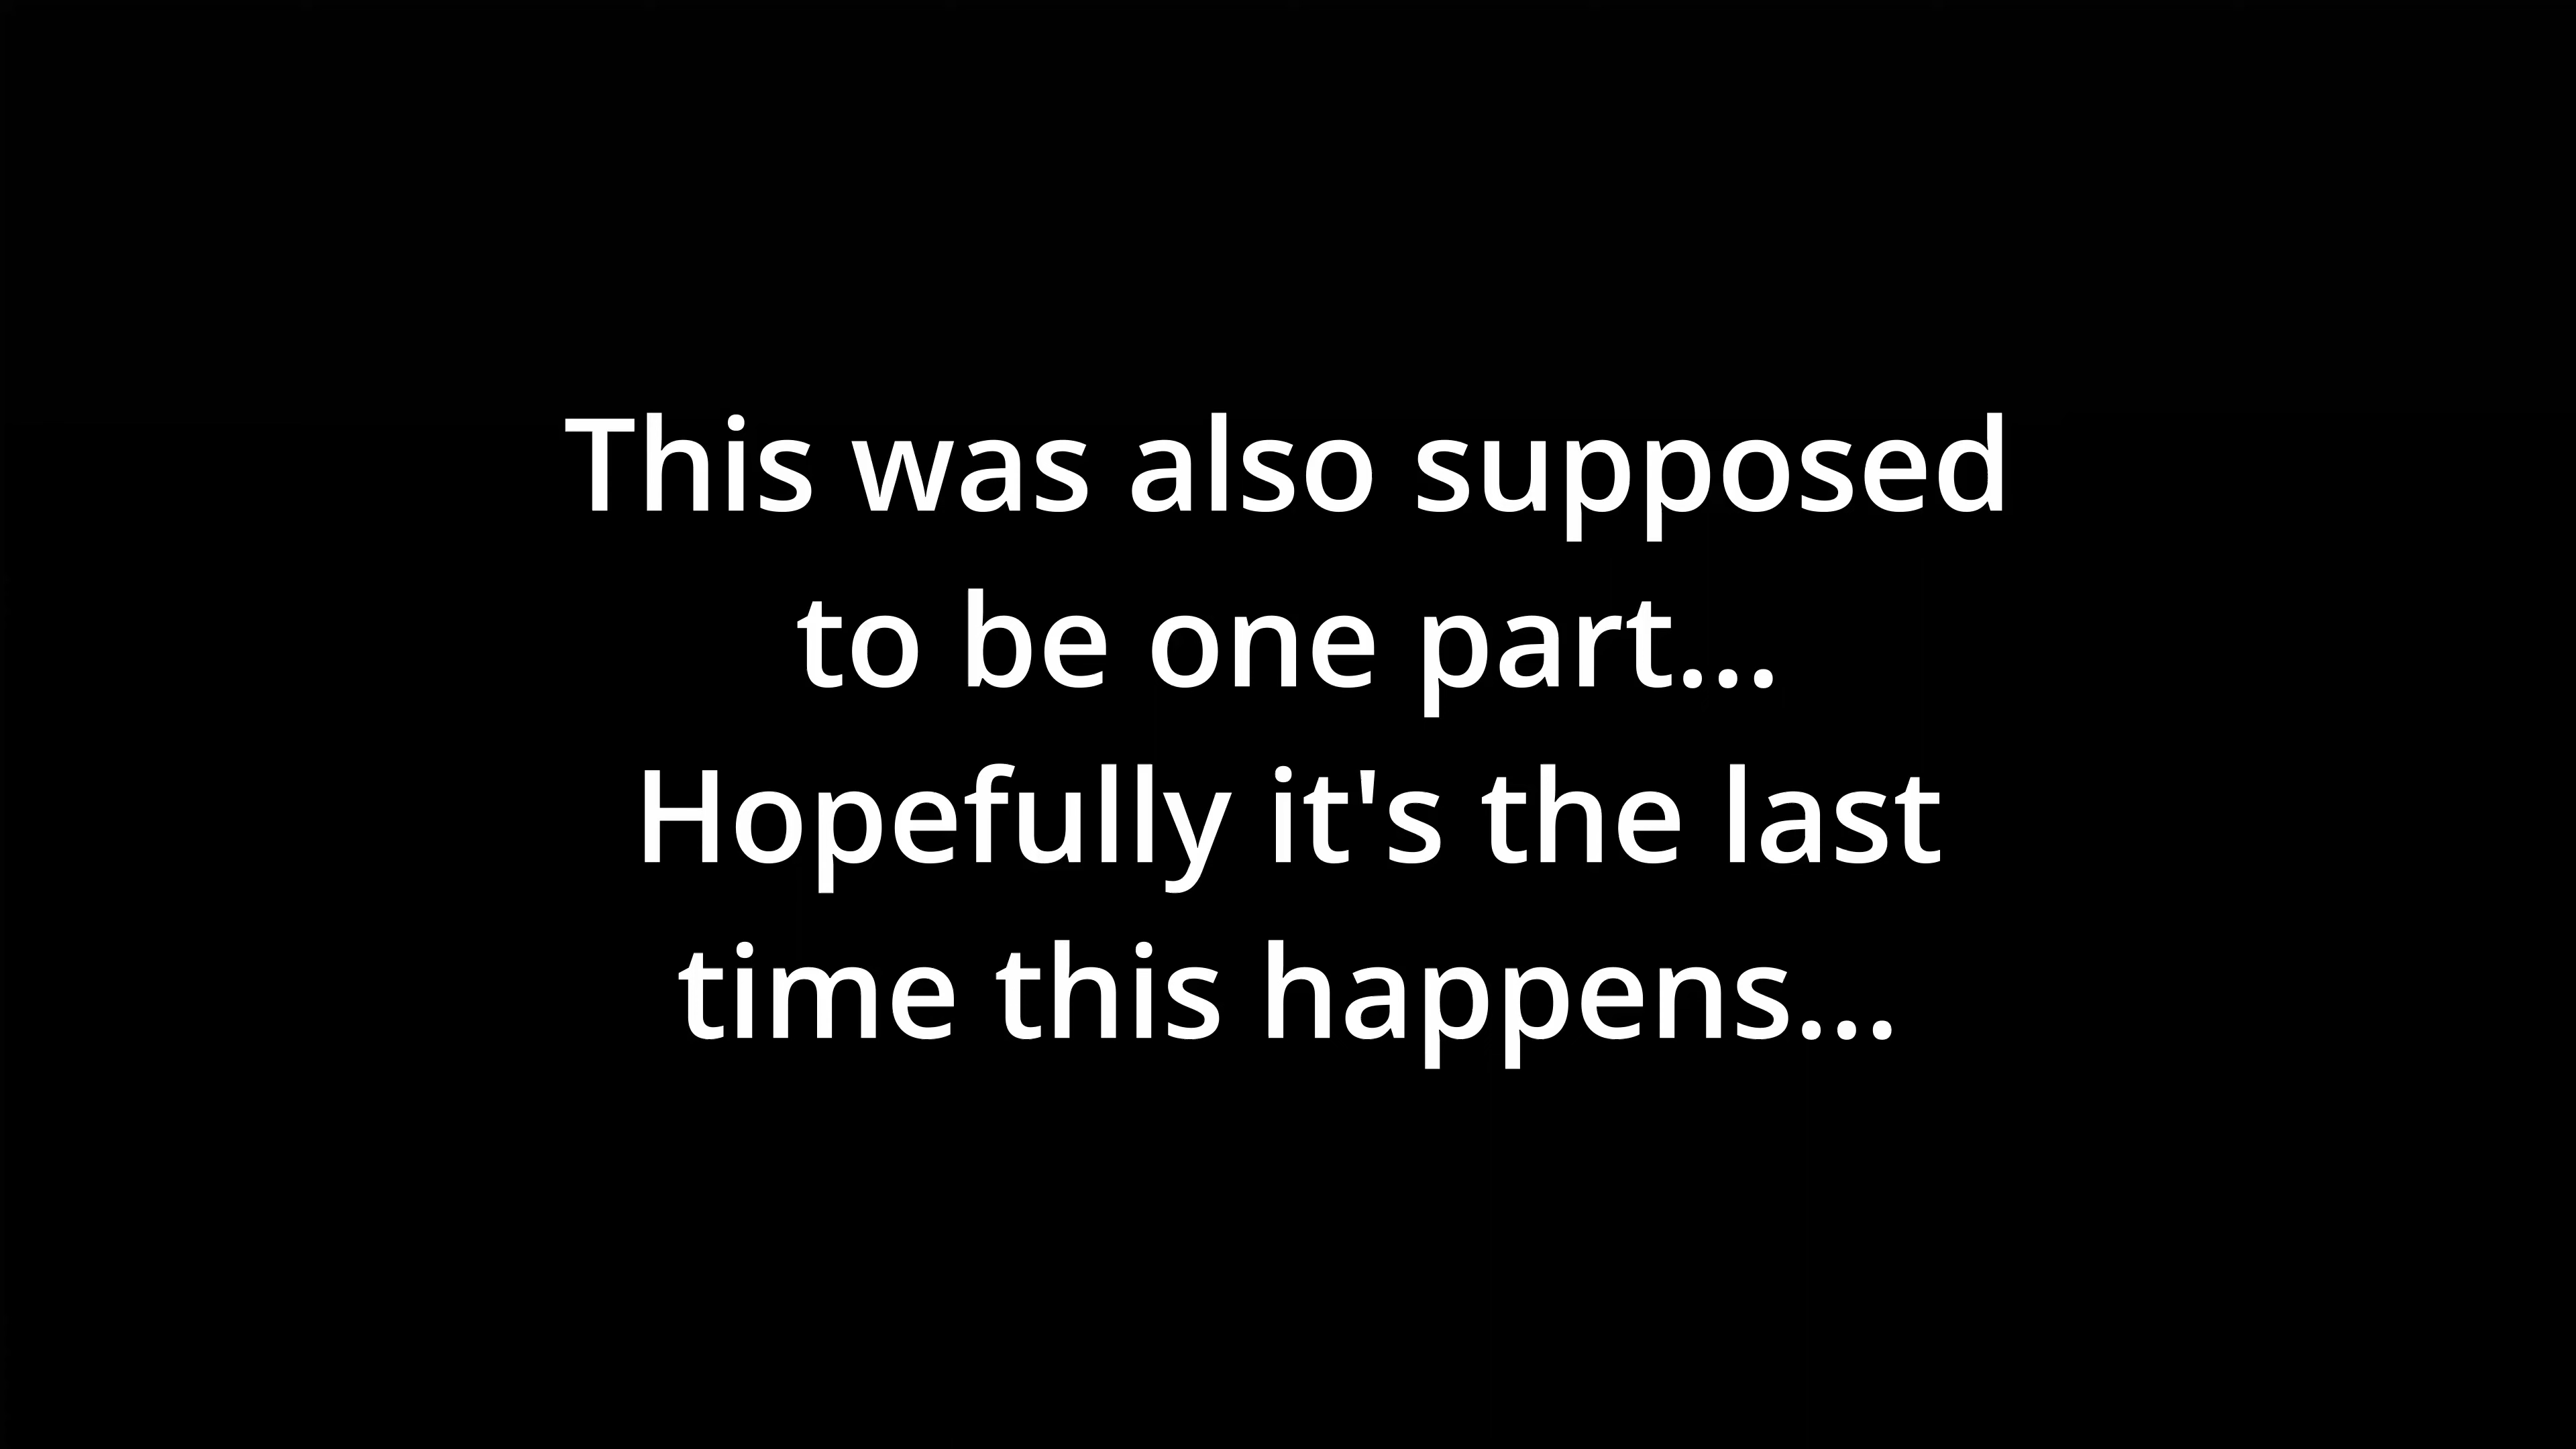 This was also supposed
to be one part...
Hopefully it's the last
time this happens...